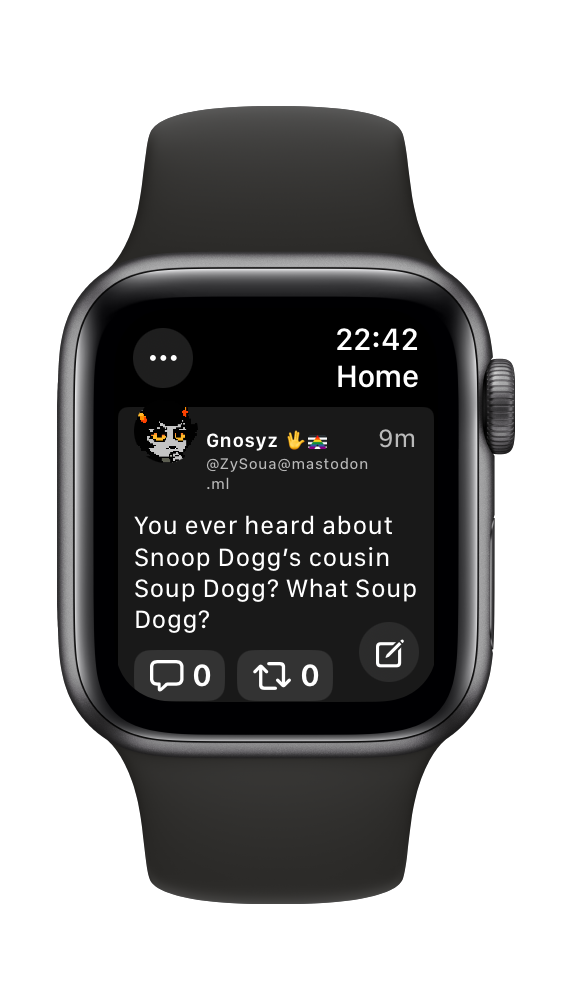 22:42
Home
Gnosyz 🖖 9m
@ZySoua@mastodon
.ml
You ever heard about
Snoop Dogg’s cousin
Soup Dogg? What Soup
Dogg?
0 0